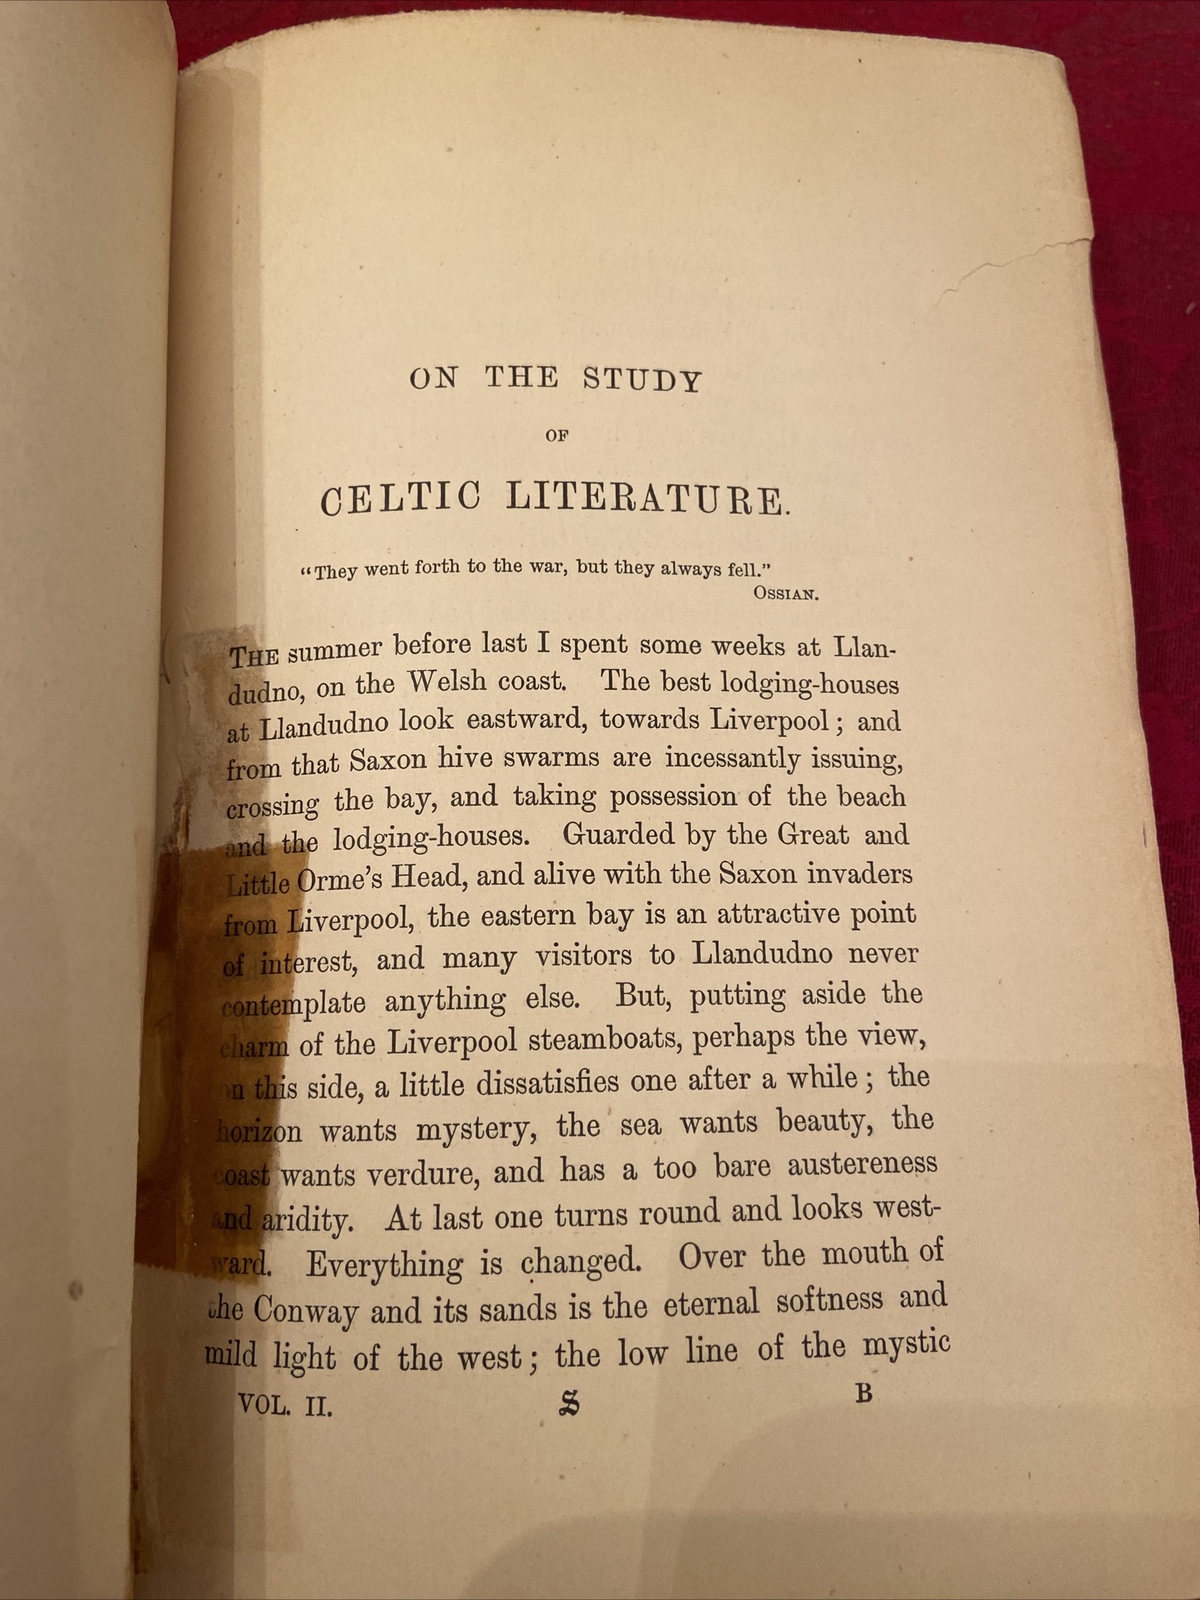 ON THE STUDY
OF
CELTIC LITERATURE.
“They went forth to the war, but they always fell.”
OSSIAN.
THE summer before last I spent some weeks at Llan-
dudno, on the Welsh coast. The best lodging-houses
at Llandudno look eastward, towards Liverpool; and
from that Saxon hive swarms are incessantly issuing,
crossing the bay, and taking possession of the beach
and the lodging-houses. Guarded by the Great and
Little Orme’s Head, and alive with the Saxon invaders
from Liverpool, the eastern bay is an attractive point
of interest, and many visitors to Llandudno never
contemplate anything else. But, putting aside the
charm of the Liverpool steamboats, perhaps the view,
on this side, a little dissatisfies one after a while; the
horizon wants mystery, the sea wants beauty, the
coast wants verdure, and has a too bare austereness
and aridity. At last one turns round and looks west-
ward. Everything is changed. Over the mouth of
the Conway and its sands is the eternal softness and
mild light of the west; the low line of the mystic
VOL. II. S B